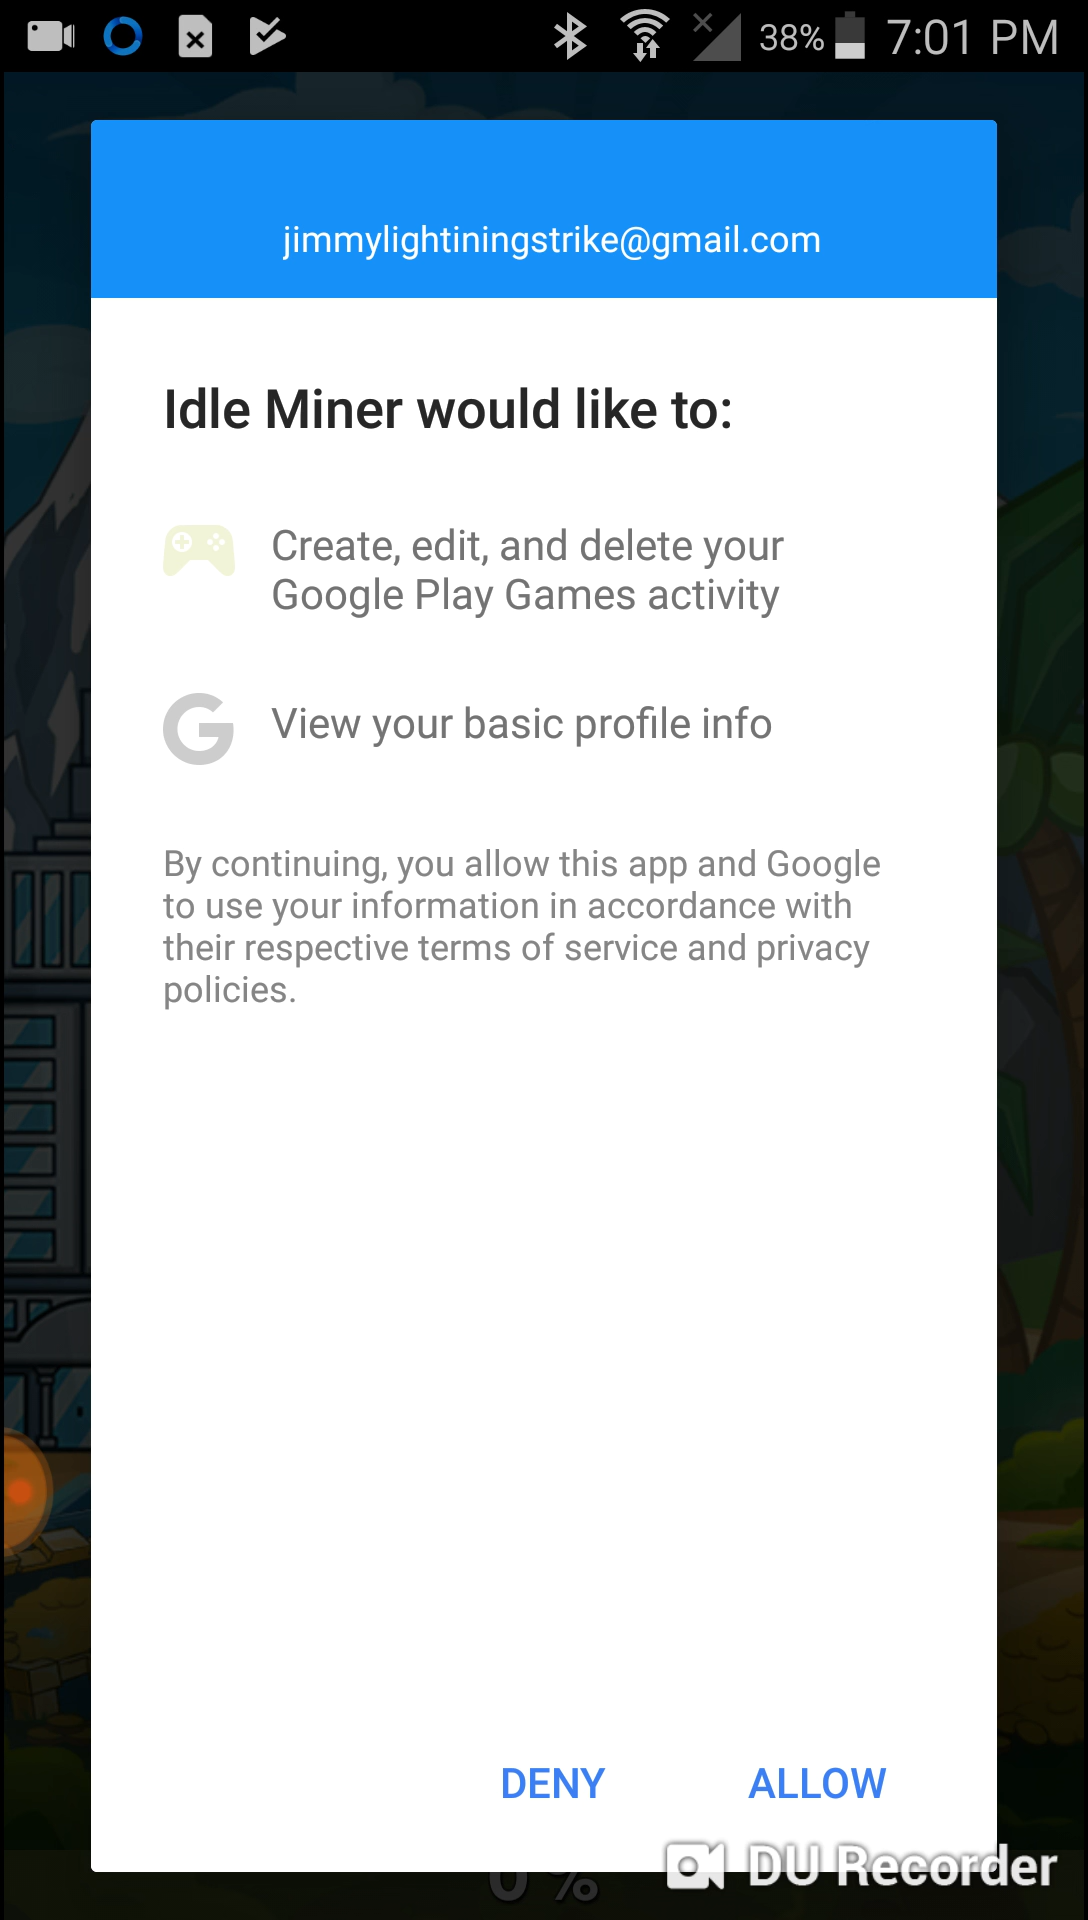 38% 7:01 PM
jimmylightiningstrike@gmail.com
Idle Miner would like to:
Create, edit, and delete your
Google Play Games activity
View your basic profile info
By continuing, you allow this app and Google
to use your information in accordance with
their respective terms of service and privacy
policies.
DENY ALLOW
DU Recorder
0 %